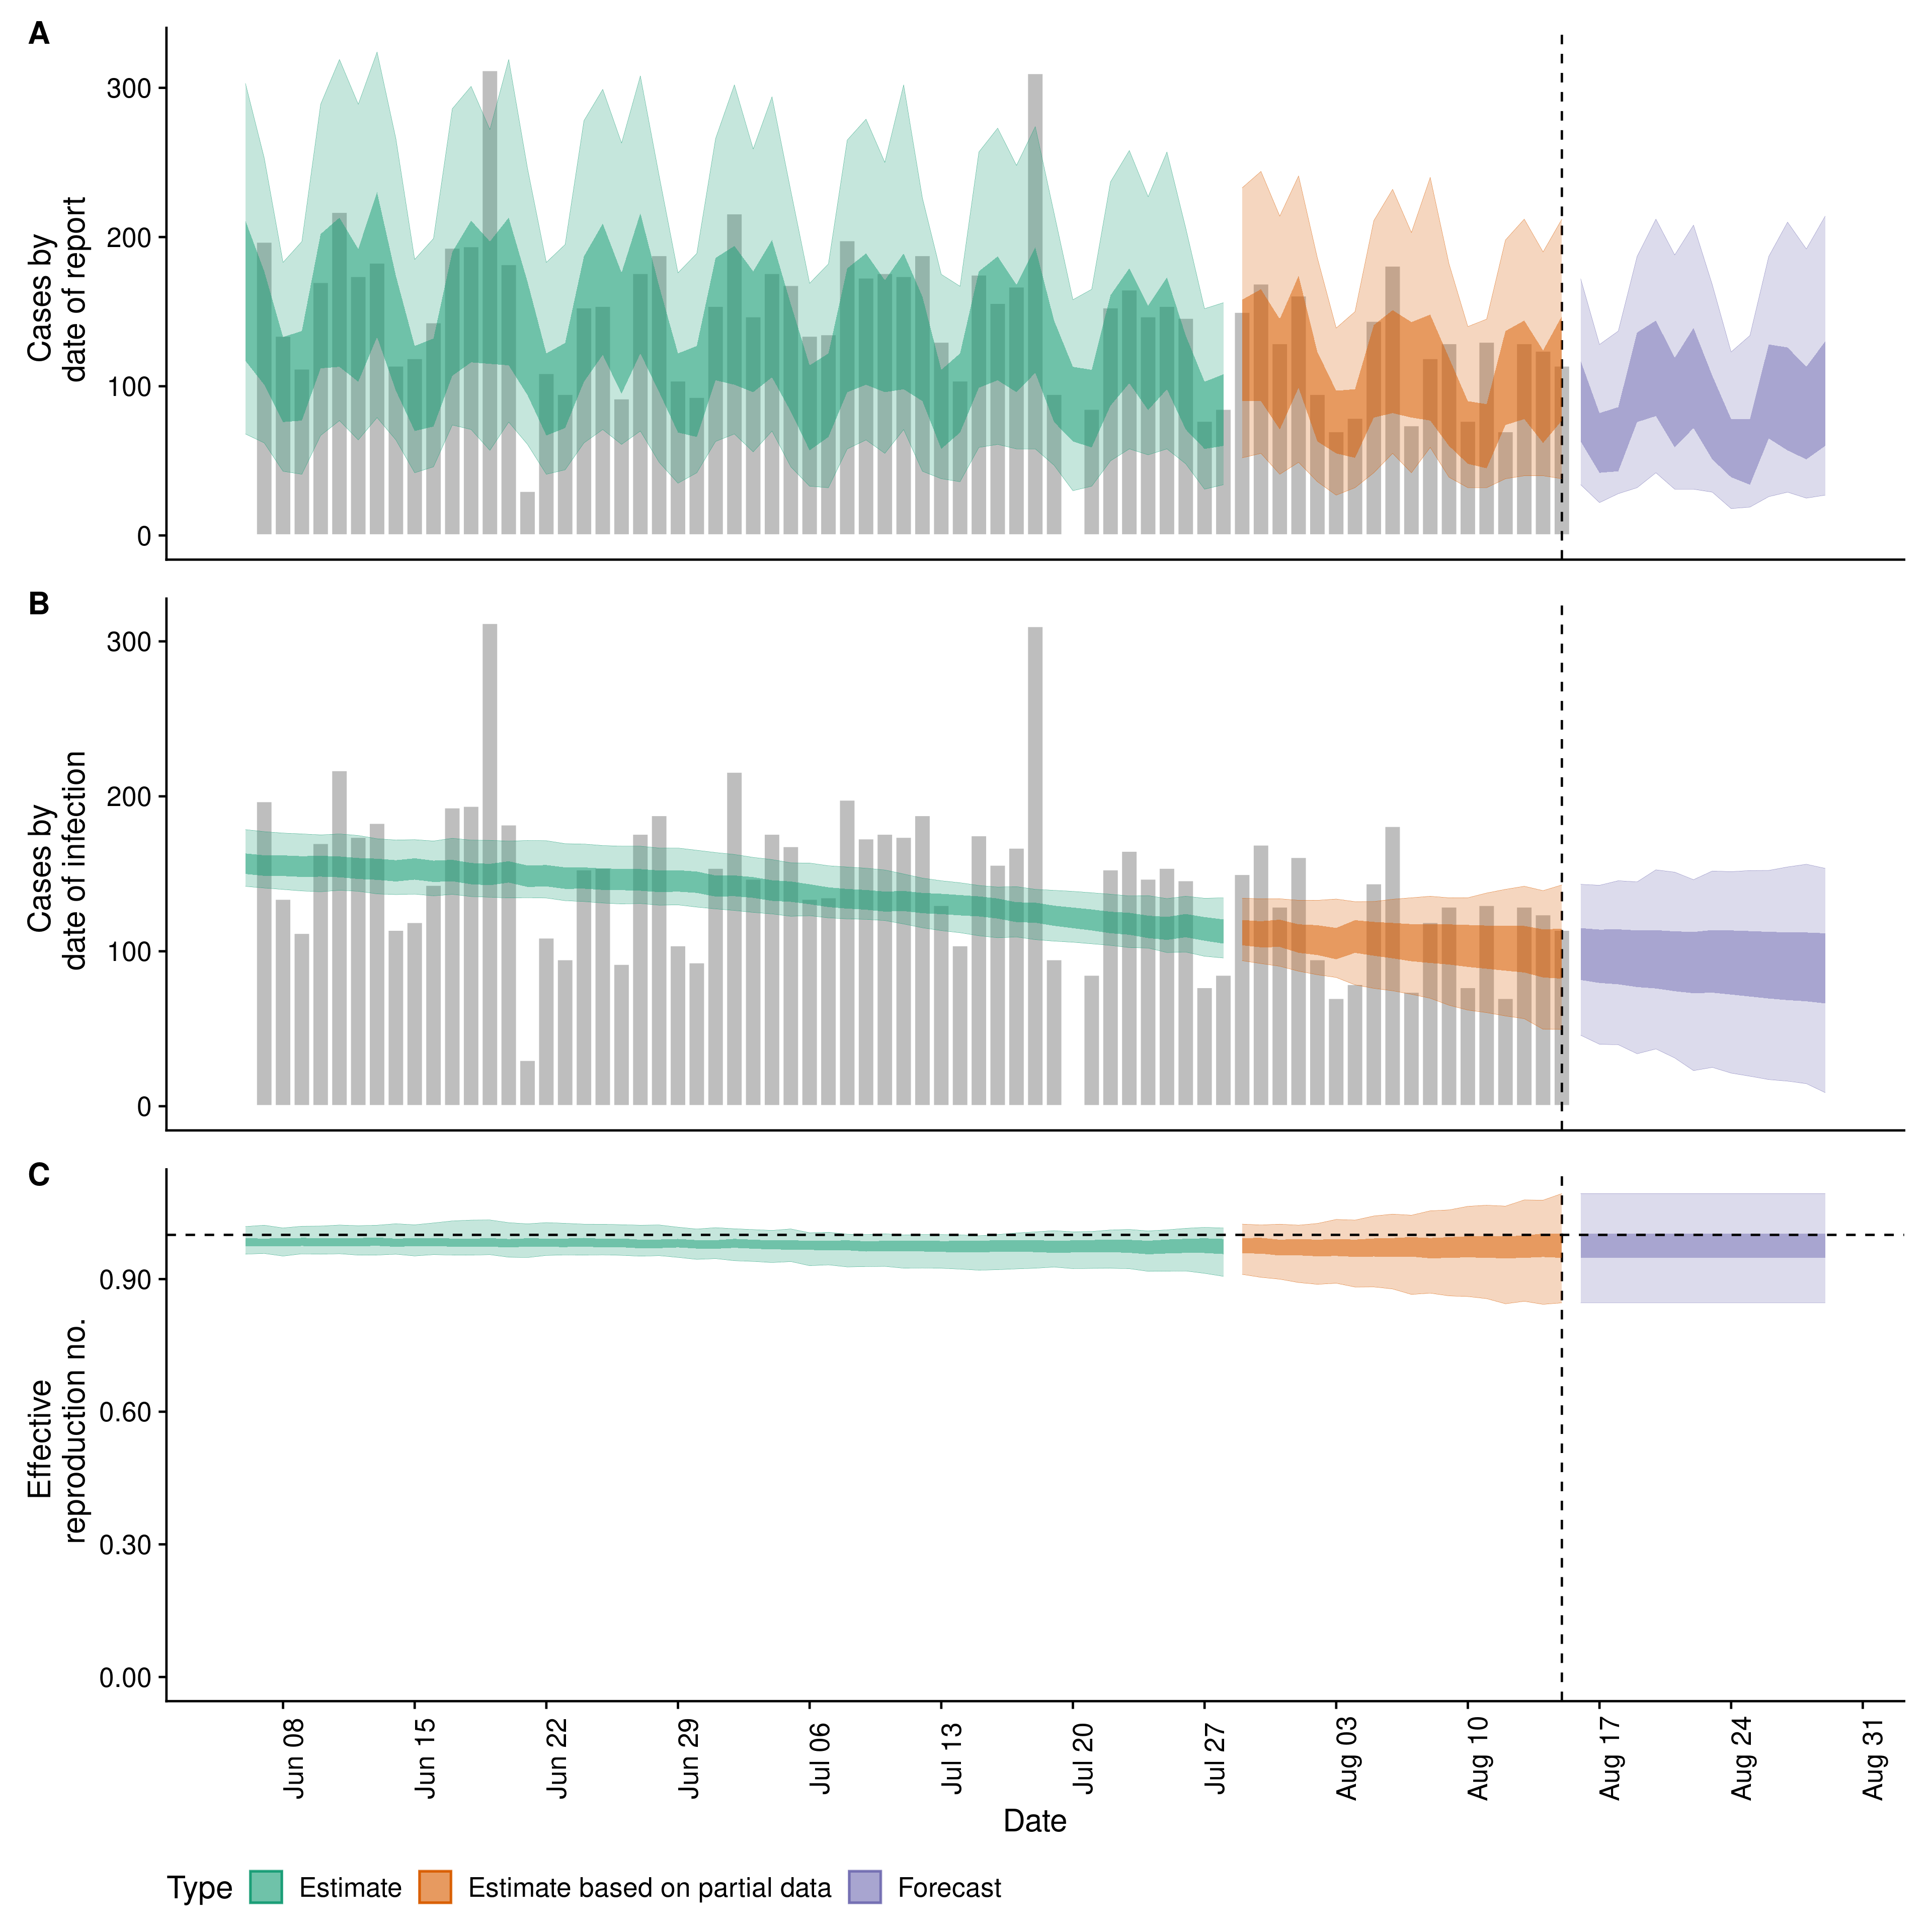 A
Cases by
date of report
300
200
100
0
B
Cases by
date of infection
300
200
100
0
C
Effective
reproduction no.
0.90
0.60
0.30
0.00
Jun 08
Jun 15
Jun 22
Jun 29
Jul 06
Jul 13
Jul 20
Jul 27
Aug 03
Aug 10
Aug 17
Aug 24
Aug 31
Date
Type Estimate Estimate based on partial data Forecast